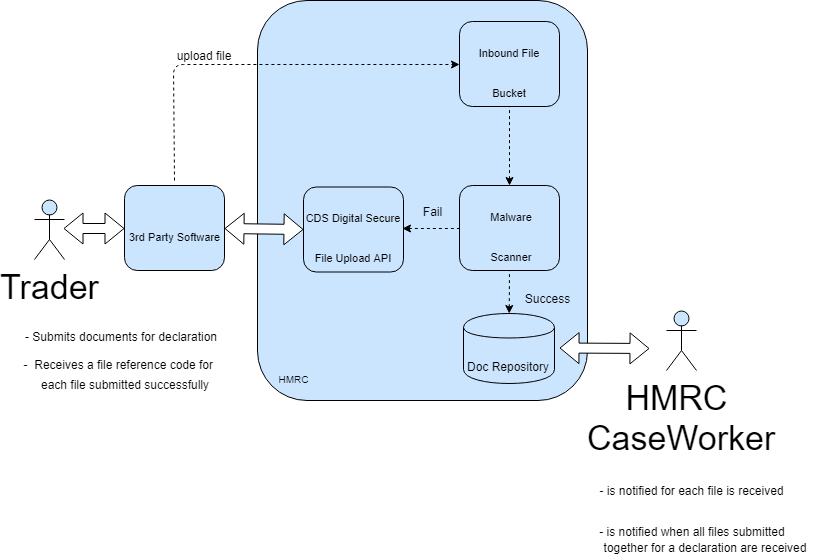 upload file
Inbound File
Bucket
3rd Party Software
CDS Digital Secure
File Upload API
Fail
Malware
Scanner
Success
Doc Repository
HMRC
Trader
- Submits documents for declaration
- Receives a file reference code for
each file submitted successfully
HMRC
CaseWorker
- is notified for each file is received
- is notified when all files submitted
together for a declaration are received